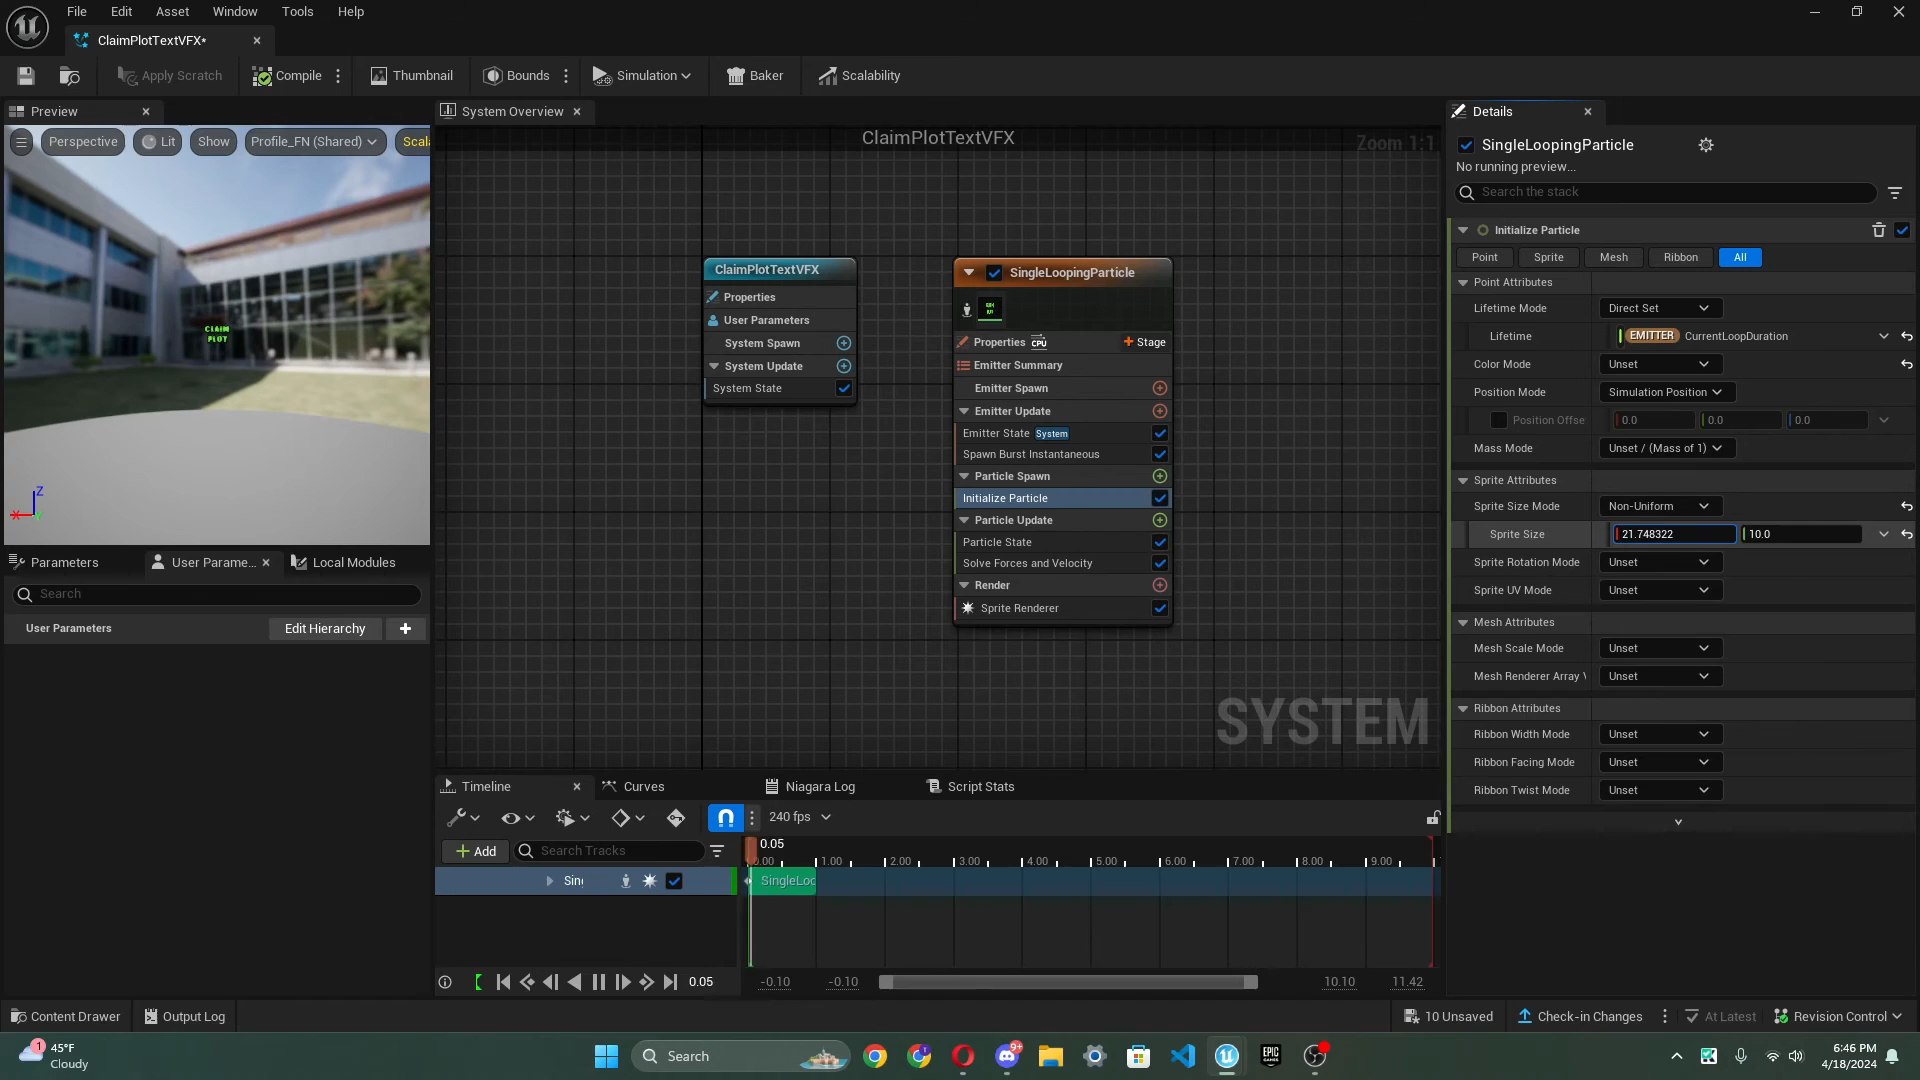 File Edit Asset Window Tools Help
ClaimPlotTextVFX*
Apply Scratch Compile Thumbnail Bounds Simulation Baker Scalability
Preview
Perspective Lit Show Profile_FN (Shared) Scal
CLAIM
PLOT
System Overview
ClaimPlotTextVFX
Zoom 1:1
ClaimPlotTextVFX
Properties
User Parameters
System Spawn
System Update
System State
SingleLoopingParticle
Properties CPU Stage
Emitter Summary
Emitter Spawn
Emitter Update
Emitter State System
Spawn Burst Instantaneous
Particle Spawn
Initialize Particle
Particle Update
Particle State
Solve Forces and Velocity
Render
Sprite Renderer
SYSTEM
Parameters User Parame... Local Modules
Search
User Parameters Edit Hierarchy
Timeline Curves Niagara Log Script Stats
240 fps
Add Search Tracks
0.05
0.00 1.00 2.00 3.00 4.00 5.00 6.00 7.00 8.00 9.00
Sing SingleLoo
0.05 -0.10 -0.10 10.10 11.42
Details
SingleLoopingParticle
No running preview...
Search the stack
Initialize Particle
Point Sprite Mesh Ribbon All
Point Attributes
Lifetime Mode Direct Set
Lifetime EMITTER CurrentLoopDuration
Color Mode Unset
Position Mode Simulation Position
Position Offse 0.0 0.0 0.0
Mass Mode Unset / (Mass of 1)
Sprite Attributes
Sprite Size Mode Non-Uniform
Sprite Size 21.748322 10.0
Sprite Rotation Mode Unset
Sprite UV Mode Unset
Mesh Attributes
Mesh Scale Mode Unset
Mesh Renderer Array V Unset
Ribbon Attributes
Ribbon Width Mode Unset
Ribbon Facing Mode Unset
Ribbon Twist Mode Unset
Content Drawer Output Log 10 Unsaved Check-in Changes At Latest Revision Control
1 45°F
Cloudy
Search
9+
EPIC
GAMES
6:46 PM
4/18/2024
X
Z